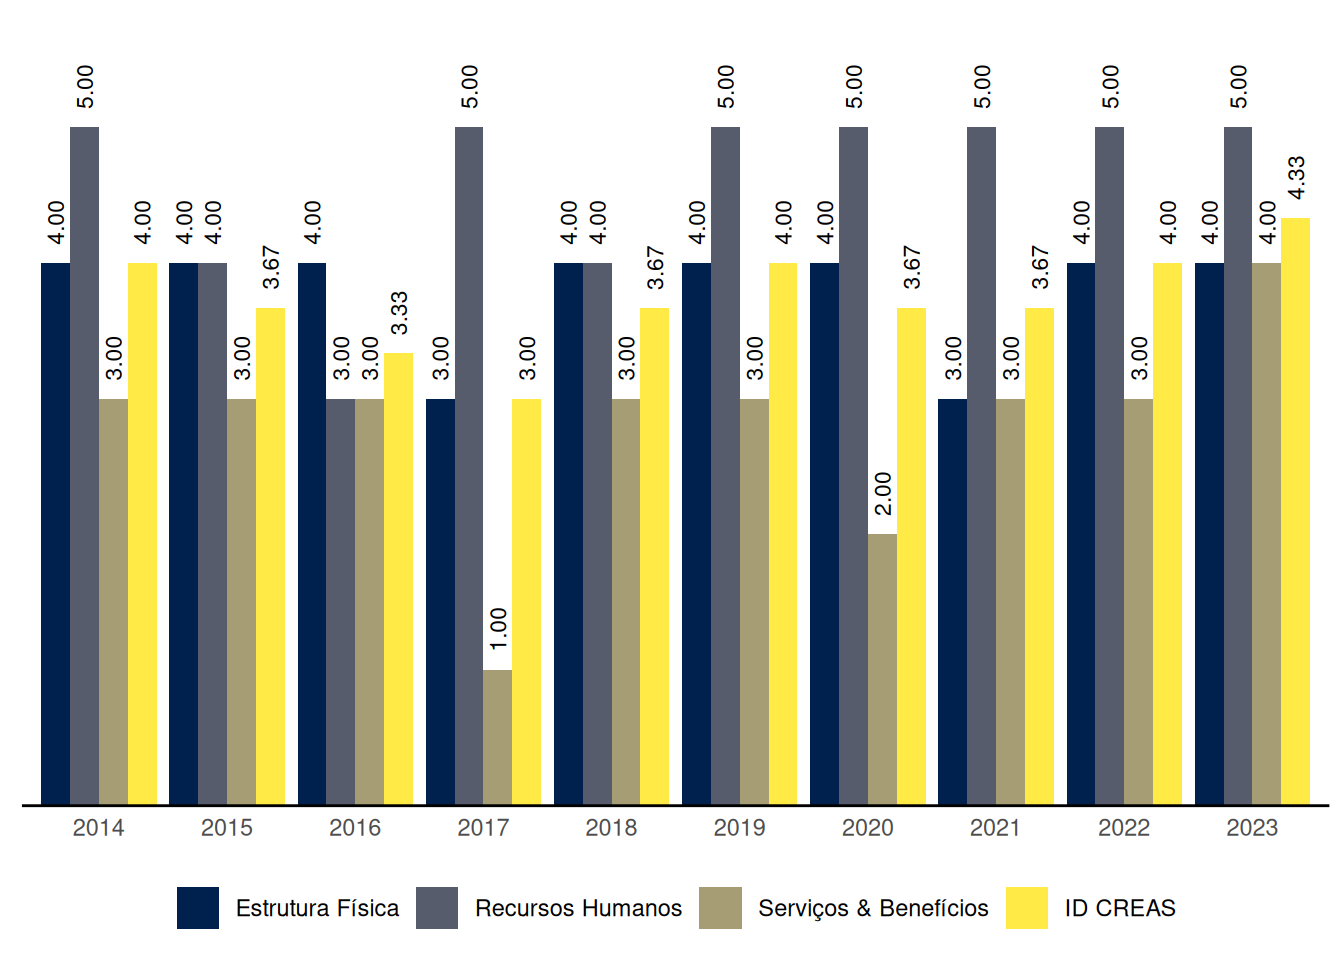 5.00 5.00 5.00 5.00 5.00 5.00 5.00
4.33
4.00 4.00 4.00 4.00 4.00 4.00 4.00 4.00 4.00 4.00 4.00 4.00 4.00 4.00
3.67 3.67 3.67 3.67
3.33
3.00 3.00 3.00 3.00 3.00 3.00 3.00 3.00 3.00 3.00 3.00
2.00
1.00
2014 2015 2016 2017 2018 2019 2020 2021 2022 2023
Estrutura Física Recursos Humanos Serviços & Benefícios ID CREAS